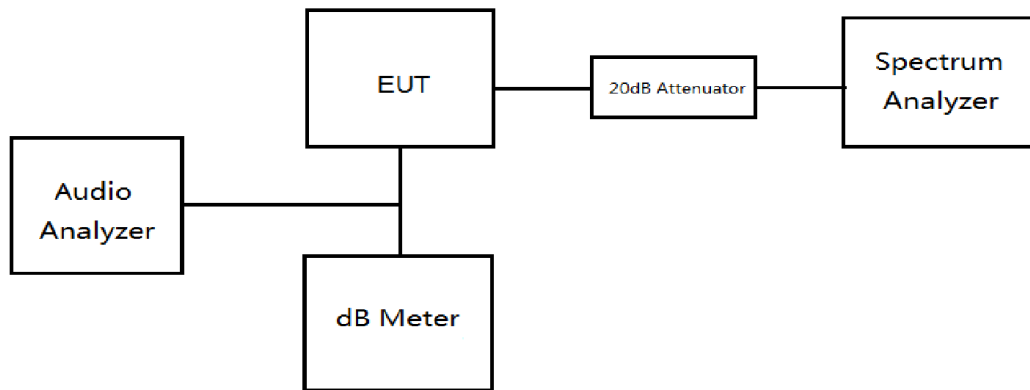 EUT
20dB Attenuator
Spectrum
Analyzer
Audio
Analyzer
dB Meter